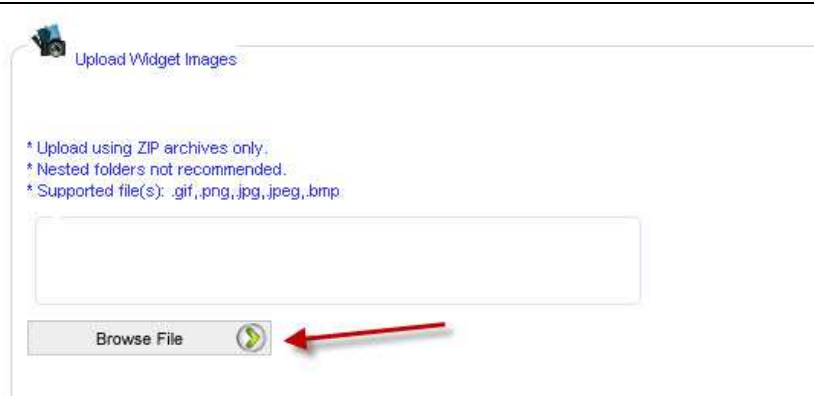 Upload Widget Images
* Upload using ZIP archives only.
* Nested folders not recommended.
* Supported file(s): .gif,.png,.jpg,.jpeg,.bmp
Browse File